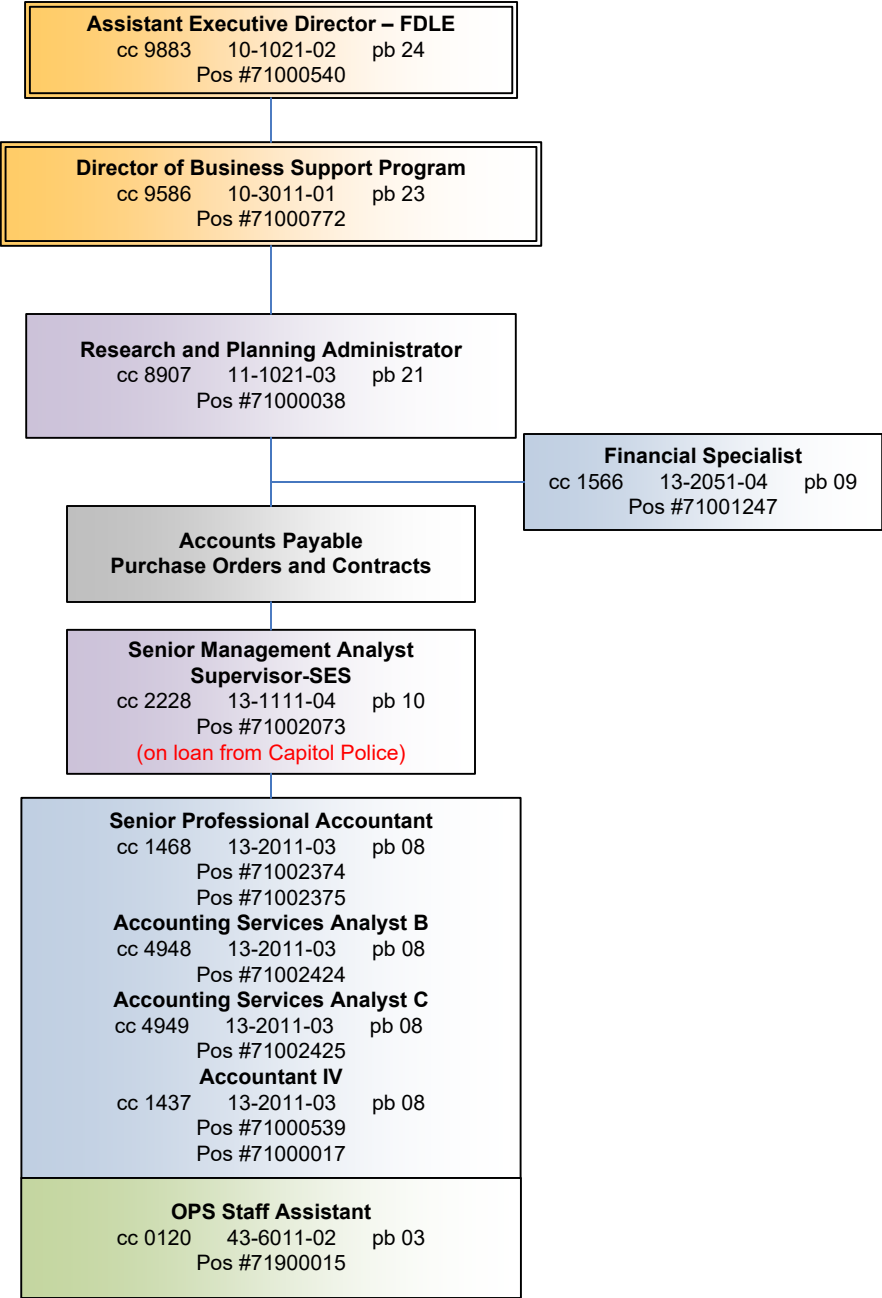 Assistant Executive Director – FDLE
cc 9883 10-1021-02 pb 24
Pos #71000540
Director of Business Support Program
cc 9586 10-3011-01 pb 23
Pos #71000772
Research and Planning Administrator
cc 8907 11-1021-03 pb 21
Pos #71000038
Financial Specialist
cc 1566 13-2051-04 pb 09
Pos #71001247
Accounts Payable
Purchase Orders and Contracts
Senior Management Analyst
Supervisor-SES
cc 2228 13-1111-04 pb 10
Pos #71002073
(on loan from Capitol Police)
Senior Professional Accountant
cc 1468 13-2011-03 pb 08
Pos #71002374
Pos #71002375
Accounting Services Analyst B
cc 4948 13-2011-03 pb 08
Pos #71002424
Accounting Services Analyst C
cc 4949 13-2011-03 pb 08
Pos #71002425
Accountant IV
cc 1437 13-2011-03 pb 08
Pos #71000539
Pos #71000017
OPS Staff Assistant
cc 0120 43-6011-02 pb 03
Pos #71900015